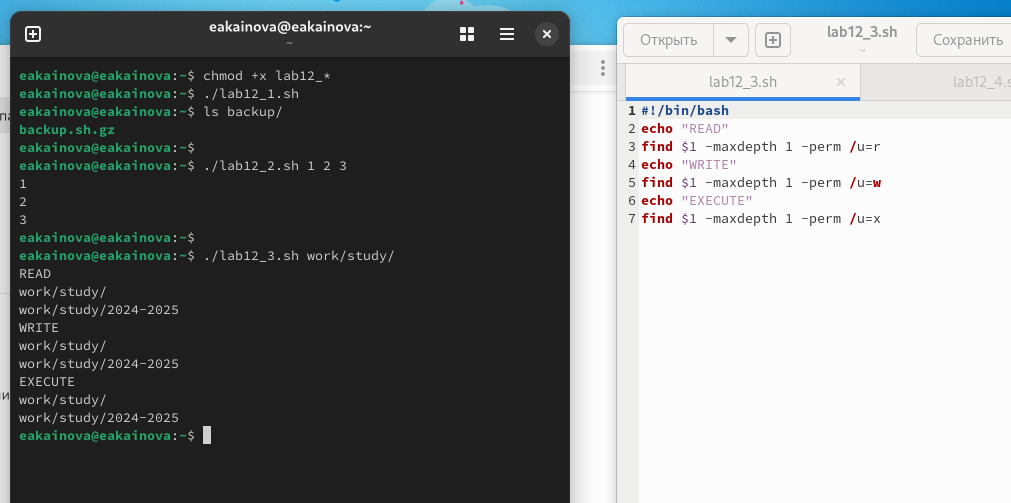 eakainova@eakainova:~
~
eakainova@eakainova:~$ chmod +x lab12_*
eakainova@eakainova:~$ ./lab12_1.sh
eakainova@eakainova:~$ ls backup/
backup.sh.gz
eakainova@eakainova:~$
eakainova@eakainova:~$ ./lab12_2.sh 1 2 3
1
2
3
eakainova@eakainova:~$
eakainova@eakainova:~$ ./lab12_3.sh work/study/
READ
work/study/
work/study/2024-2025
WRITE
work/study/
work/study/2024-2025
EXECUTE
work/study/
work/study/2024-2025
eakainova@eakainova:~$
Открыть
lab12_3.sh
~
Сохранить
lab12_3.sh ×
lab12_4.s
1 #!/bin/bash
2 echo "READ"
3 find $1 -maxdepth 1 -perm /u=r
4 echo "WRITE"
5 find $1 -maxdepth 1 -perm /u=w
6 echo "EXECUTE"
7 find $1 -maxdepth 1 -perm /u=x